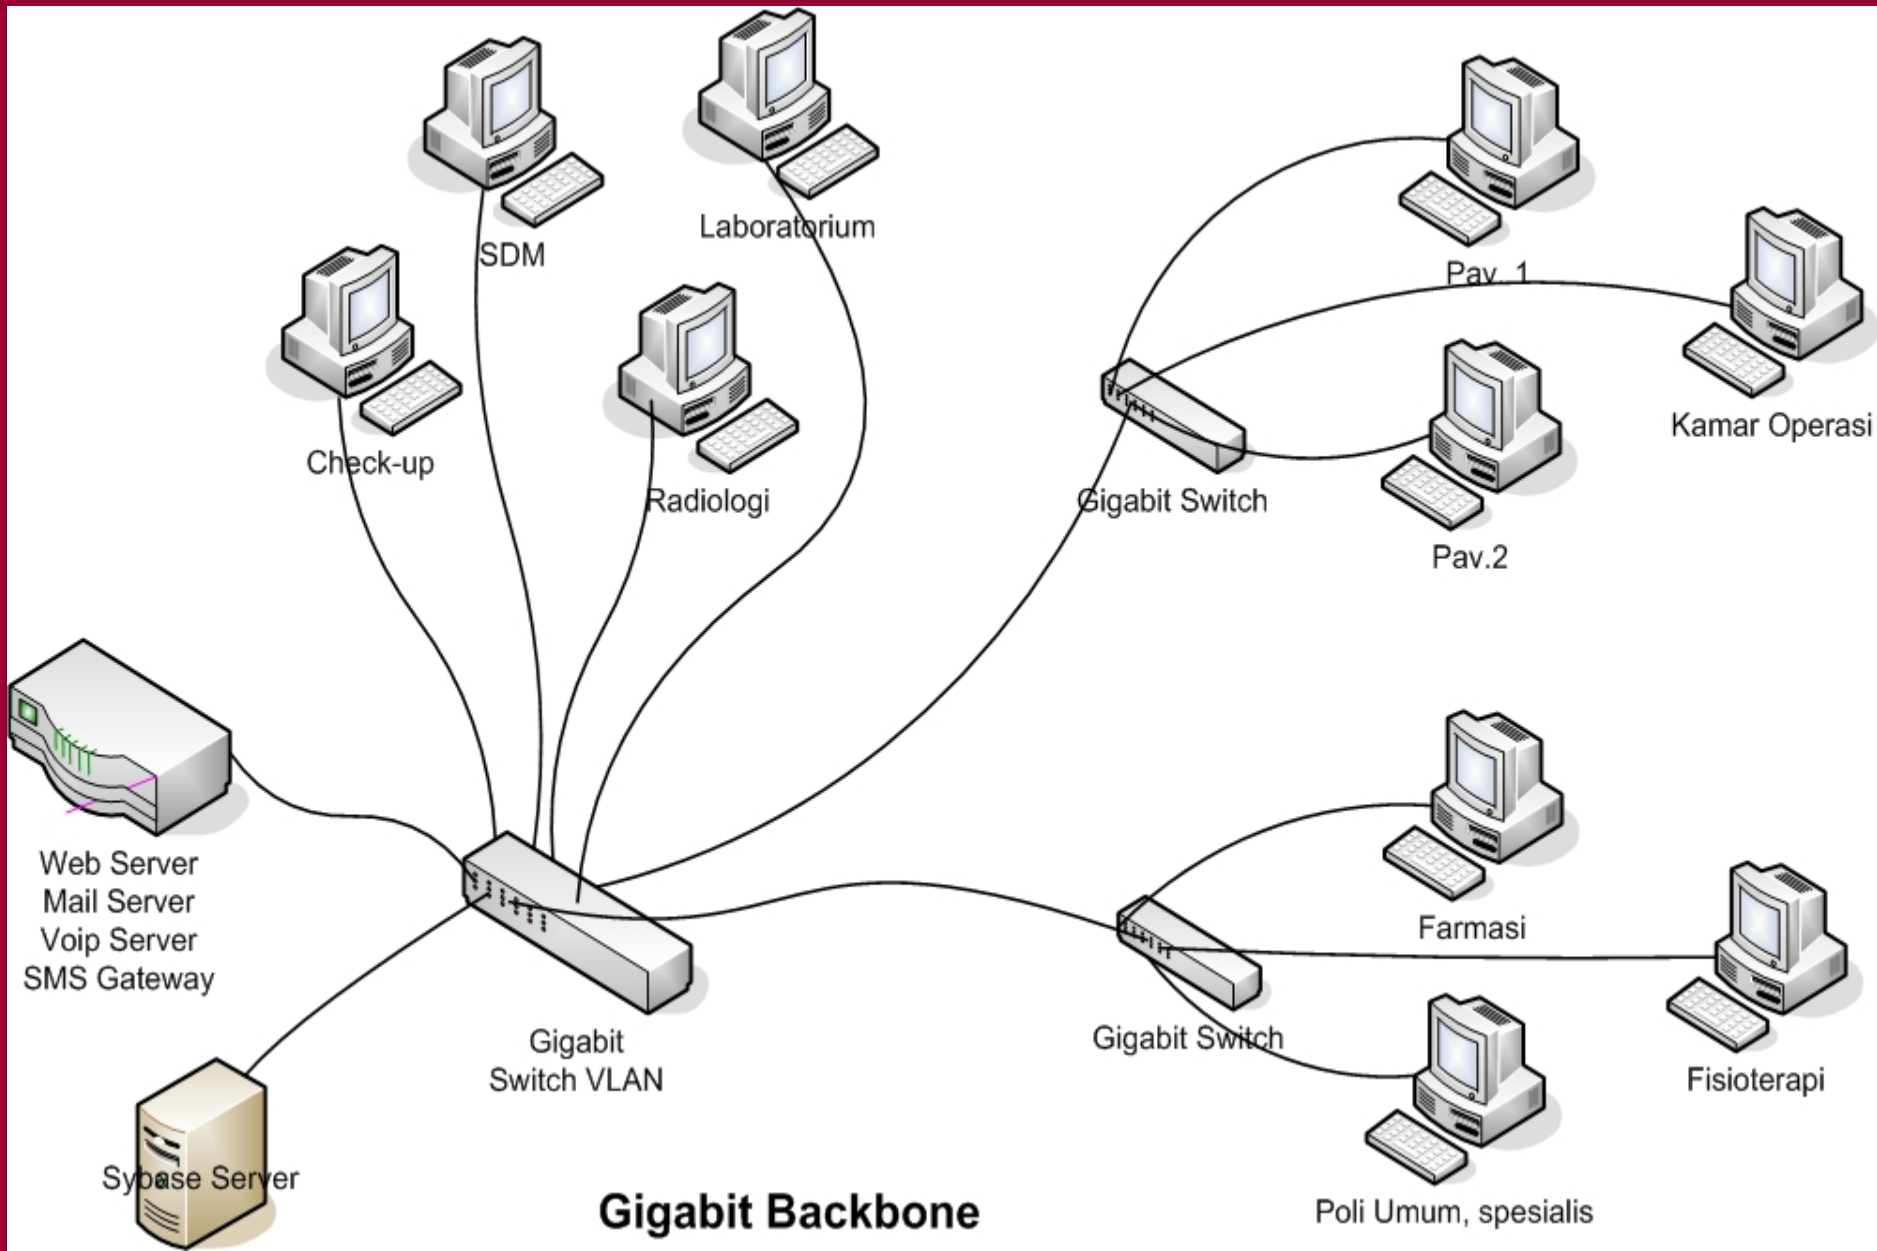 SDM
Laboratorium
Pav. 1
Check-up
Radiologi
Kamar Operasi
Gigabit Switch
Pav.2
Web Server
Mail Server
Voip Server
SMS Gateway
Gigabit
Switch VLAN
Farmasi
Gigabit Switch
Fisioterapi
Sybase Server
Gigabit Backbone
Poli Umum, spesialis